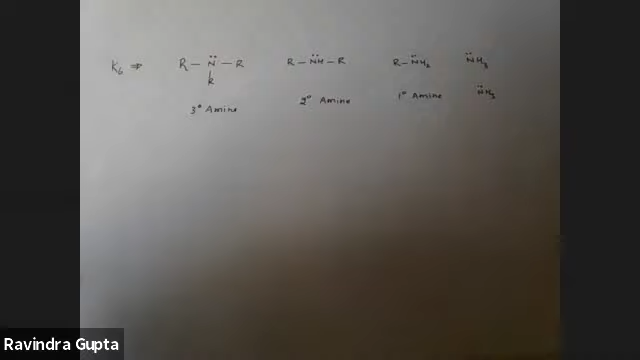 Kb ⇒ R — N̈ — R R — N̈H — R R — N̈H₂ N̈H₃
|
R
3° Amine 2° Amine 1° Amine N̈H₃
Ravindra Gupta